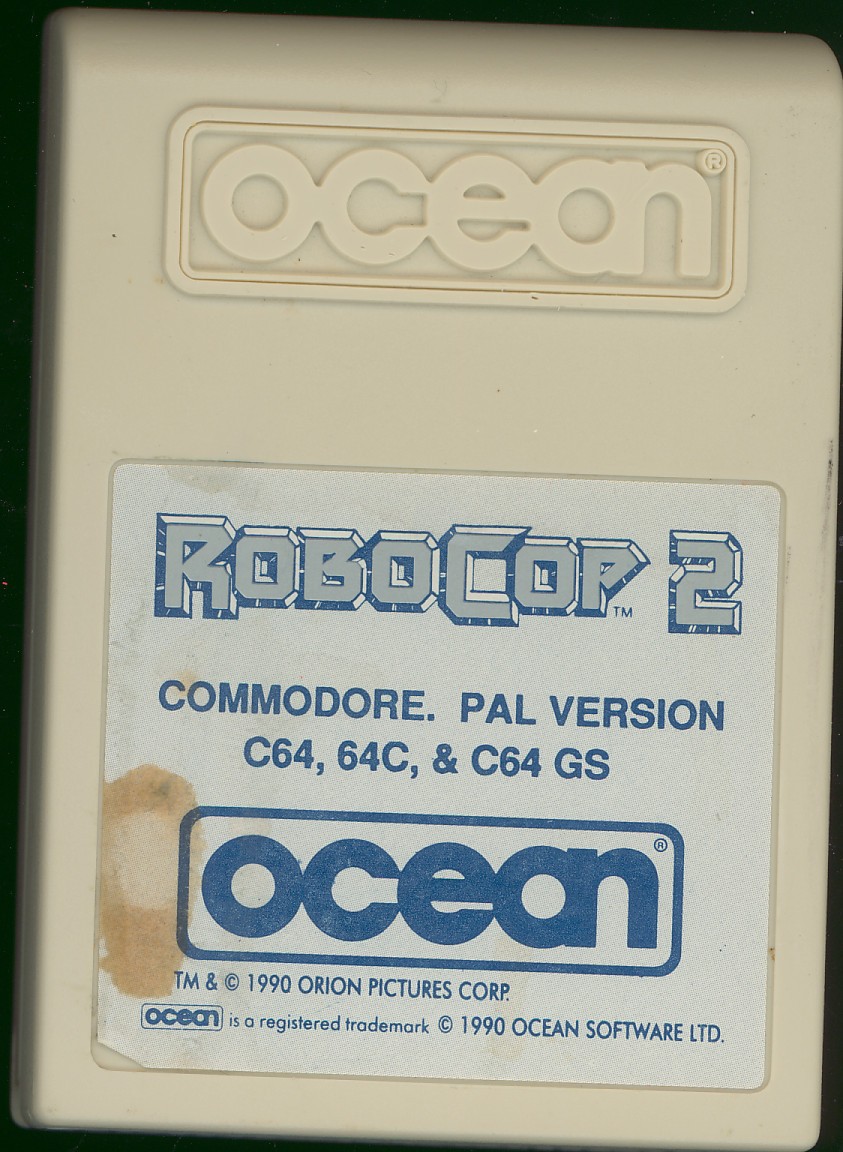 ocean®
ROBOCOP™ 2
COMMODORE. PAL VERSION
C64, 64C, & C64 GS
ocean®
TM & © 1990 ORION PICTURES CORP.
ocean is a registered trademark © 1990 OCEAN SOFTWARE LTD.